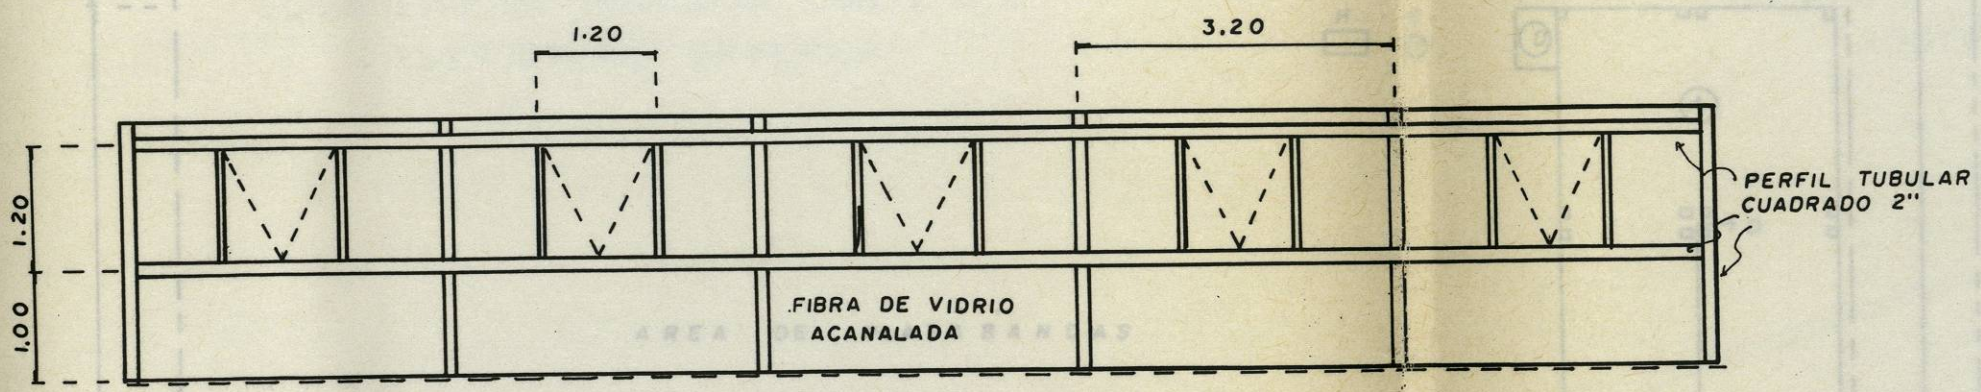 1.20
3.20
1.20
1.00
PERFIL TUBULAR
CUADRADO 2"
FIBRA DE VIDRIO
ACANALADA